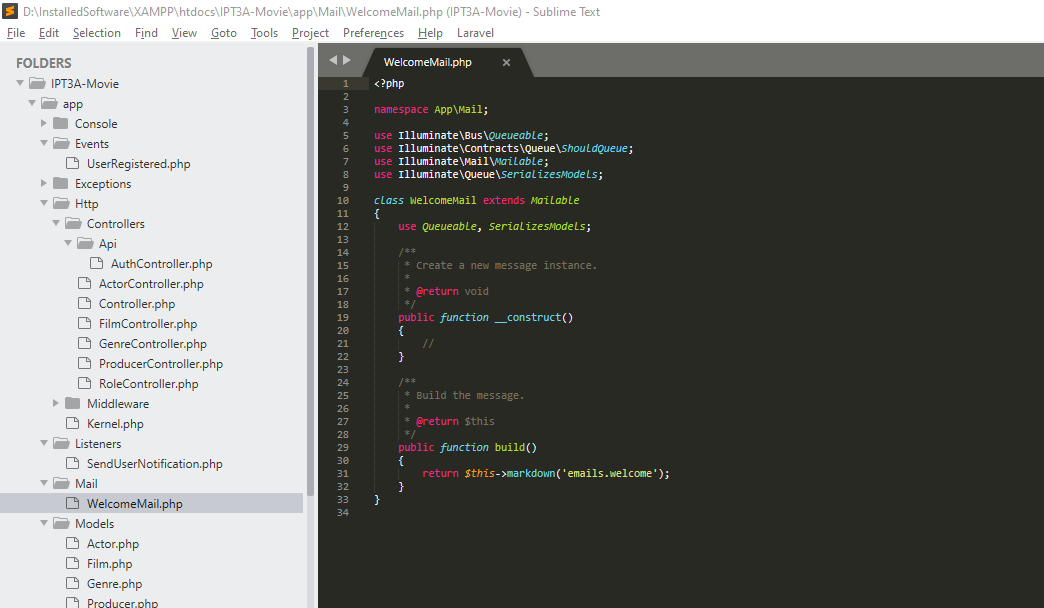 D:\InstalledSoftware\XAMPP\htdocs\IPT3A-Movie\app\Mail\WelcomeMail.php (IPT3A-Movie) - Sublime Text
File Edit Selection Find View Goto Tools Project Preferences Help Laravel
FOLDERS
IPT3A-Movie
app
Console
Events
UserRegistered.php
Exceptions
Http
Controllers
Api
AuthController.php
ActorController.php
Controller.php
FilmController.php
GenreController.php
ProducerController.php
RoleController.php
Middleware
Kernel.php
Listeners
SendUserNotification.php
Mail
WelcomeMail.php
Models
Actor.php
Film.php
Genre.php
Producer.php
WelcomeMail.php ×
1 <?php
2
3 namespace App\Mail;
4
5 use Illuminate\Bus\Queueable;
6 use Illuminate\Contracts\Queue\ShouldQueue;
7 use Illuminate\Mail\Mailable;
8 use Illuminate\Queue\SerializesModels;
9
10 class WelcomeMail extends Mailable
11 {
12     use Queueable, SerializesModels;
13
14     /**
15      * Create a new message instance.
16      *
17      * @return void
18      */
19     public function __construct()
20     {
21         //
22     }
23
24     /**
25      * Build the message.
26      *
27      * @return $this
28      */
29     public function build()
30     {
31         return $this->markdown('emails.welcome');
32     }
33 }
34